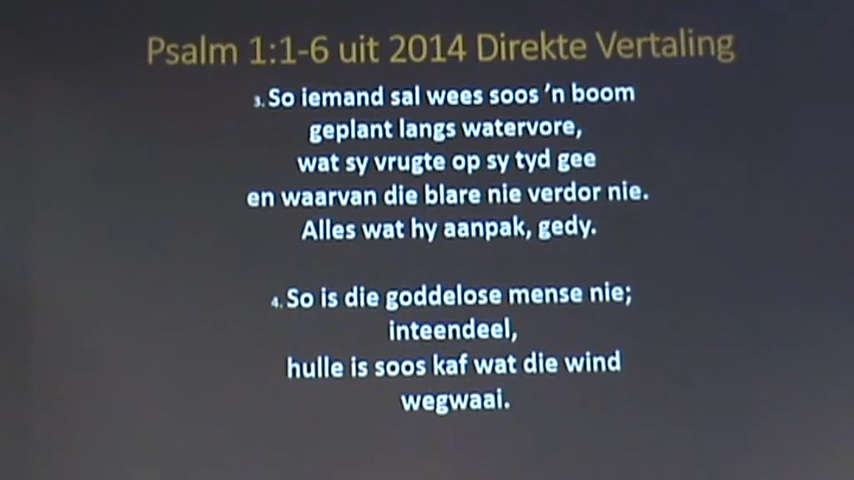 Psalm 1:1-6 uit 2014 Direkte Vertaling
3. So iemand sal wees soos 'n boom
geplant langs watervore,
wat sy vrugte op sy tyd gee
en waarvan die blare nie verdor nie.
Alles wat hy aanpak, gedy.
4. So is die goddelose mense nie;
inteendeel,
hulle is soos kaf wat die wind
wegwaai.